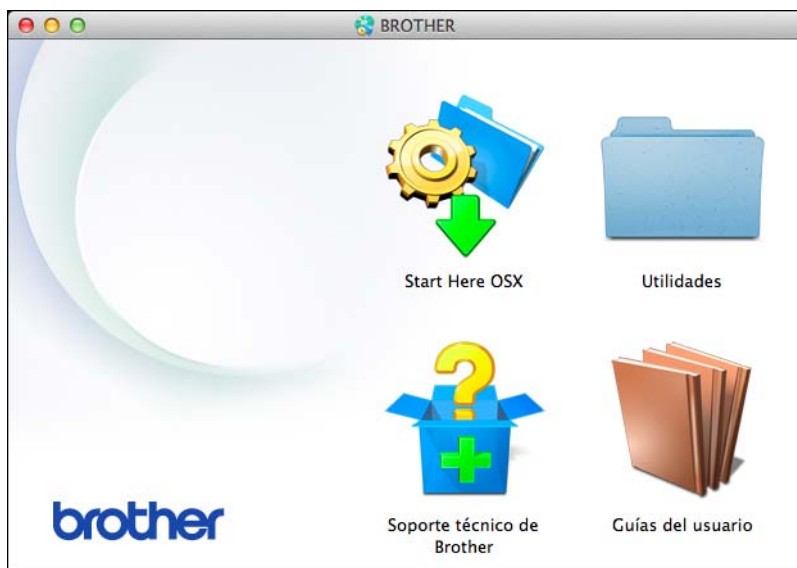 BROTHER
Start Here OSX
Utilidades
Soporte técnico de
Brother
Guías del usuario
brother